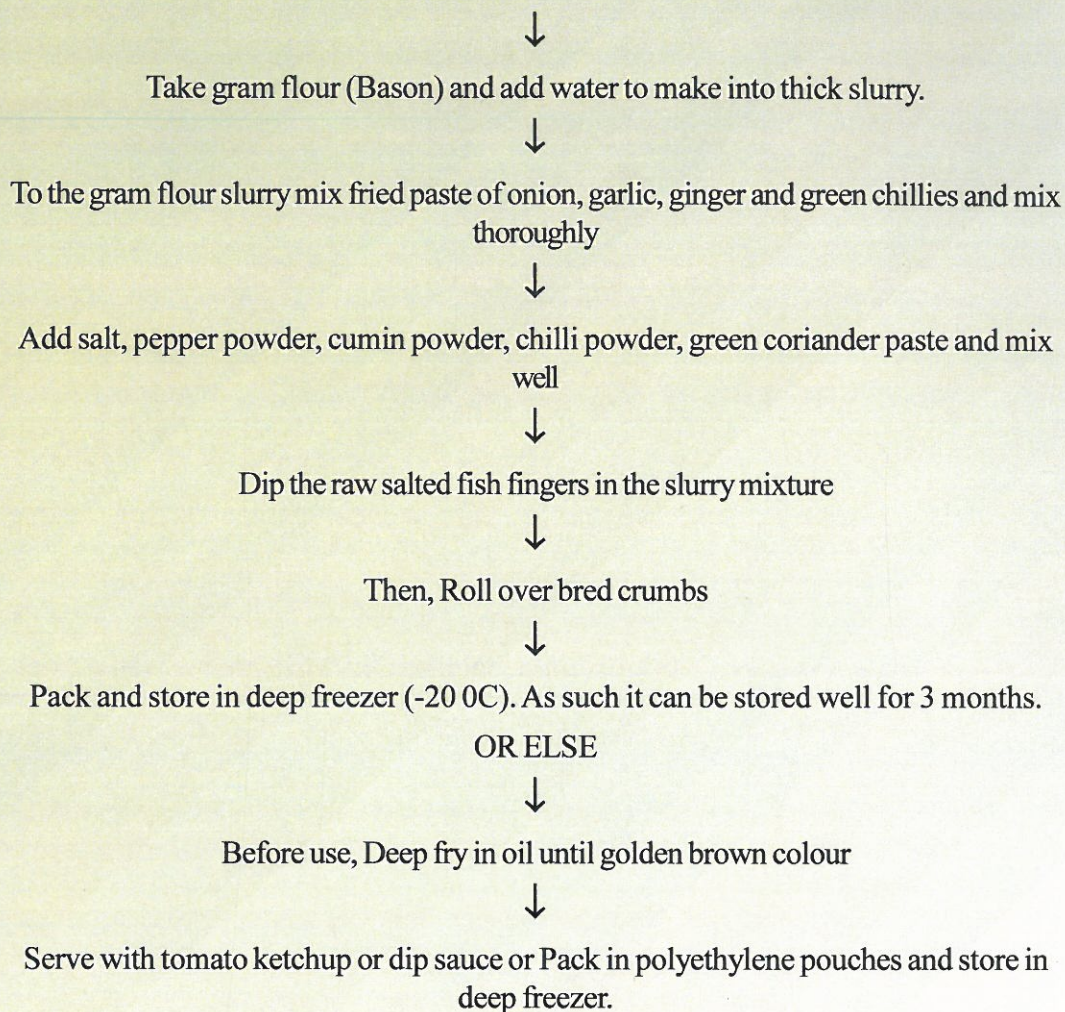 ↓
Take gram flour (Bason) and add water to make into thick slurry.
↓
To the gram flour slurry mix fried paste of onion, garlic, ginger and green chillies and mix
thoroughly
↓
Add salt, pepper powder, cumin powder, chilli powder, green coriander paste and mix
well
↓
Dip the raw salted fish fingers in the slurry mixture
↓
Then, Roll over bred crumbs
↓
Pack and store in deep freezer (-20 0C). As such it can be stored well for 3 months.
OR ELSE
↓
Before use, Deep fry in oil until golden brown colour
↓
Serve with tomato ketchup or dip sauce or Pack in polyethylene pouches and store in
deep freezer.